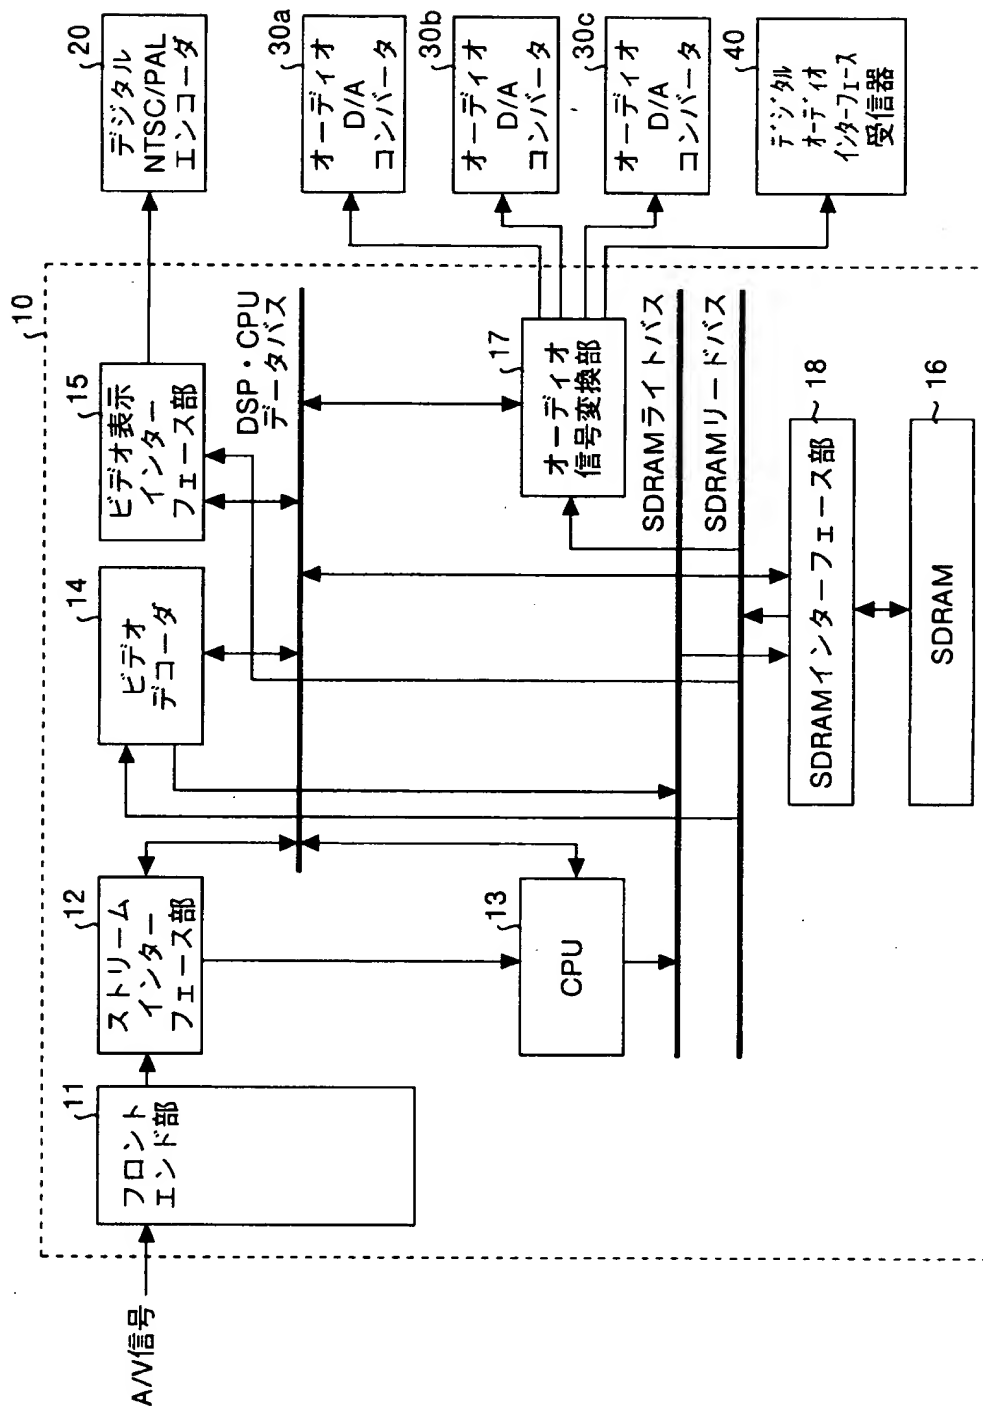 A/V信号
10
11
フロント
エンド部
12
ストリーム
インター
フェース部
13
CPU
14
ビデオ
デコーダ
15
ビデオ表示
インター
フェース部
DSP・CPU
データバス
17
オーディオ
信号変換部
SDRAMライトバス
SDRAMリードバス
SDRAMインターフェース部
18
SDRAM
16
20
デジタル
NTSC/PAL
エンコーダ
30a
オーディオ
D/A
コンバータ
30b
オーディオ
D/A
コンバータ
30c
オーディオ
D/A
コンバータ
40
デジタル
オーディオ
インターフェース
受信器